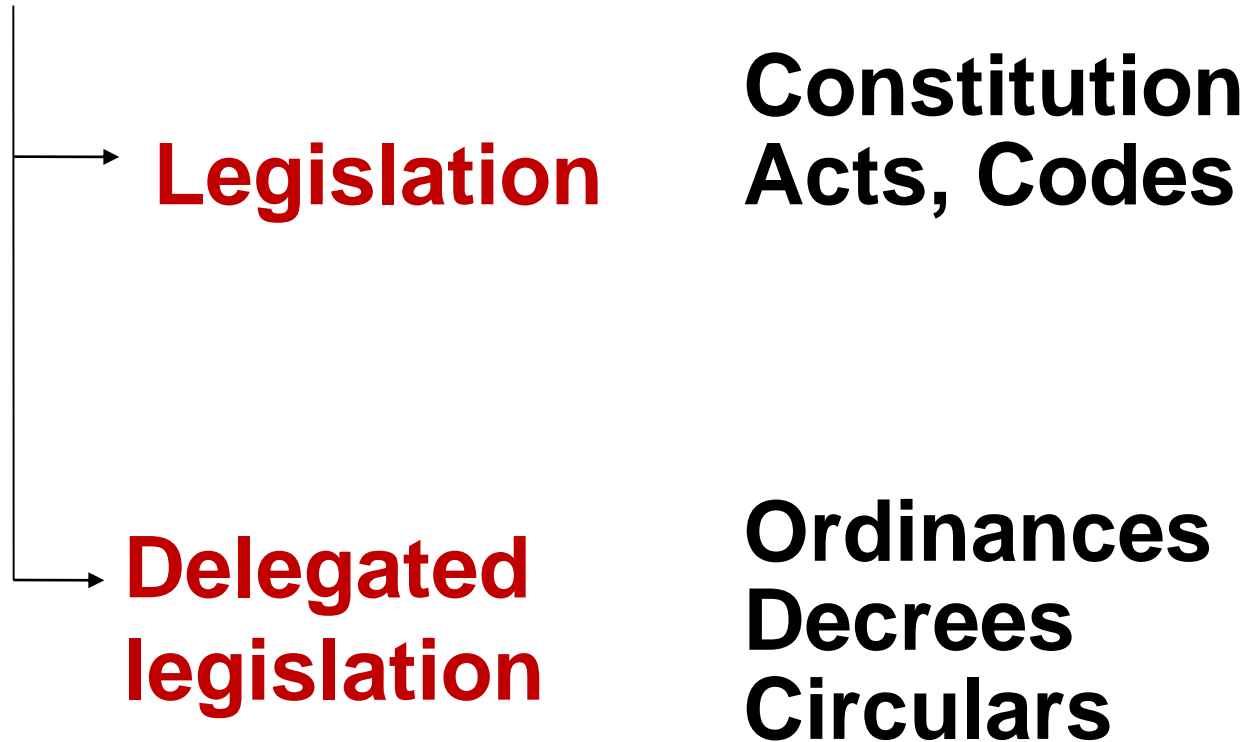 Constitution
Legislation
Acts, Codes
Ordinances
Delegated
Decrees
legislation
Circulars